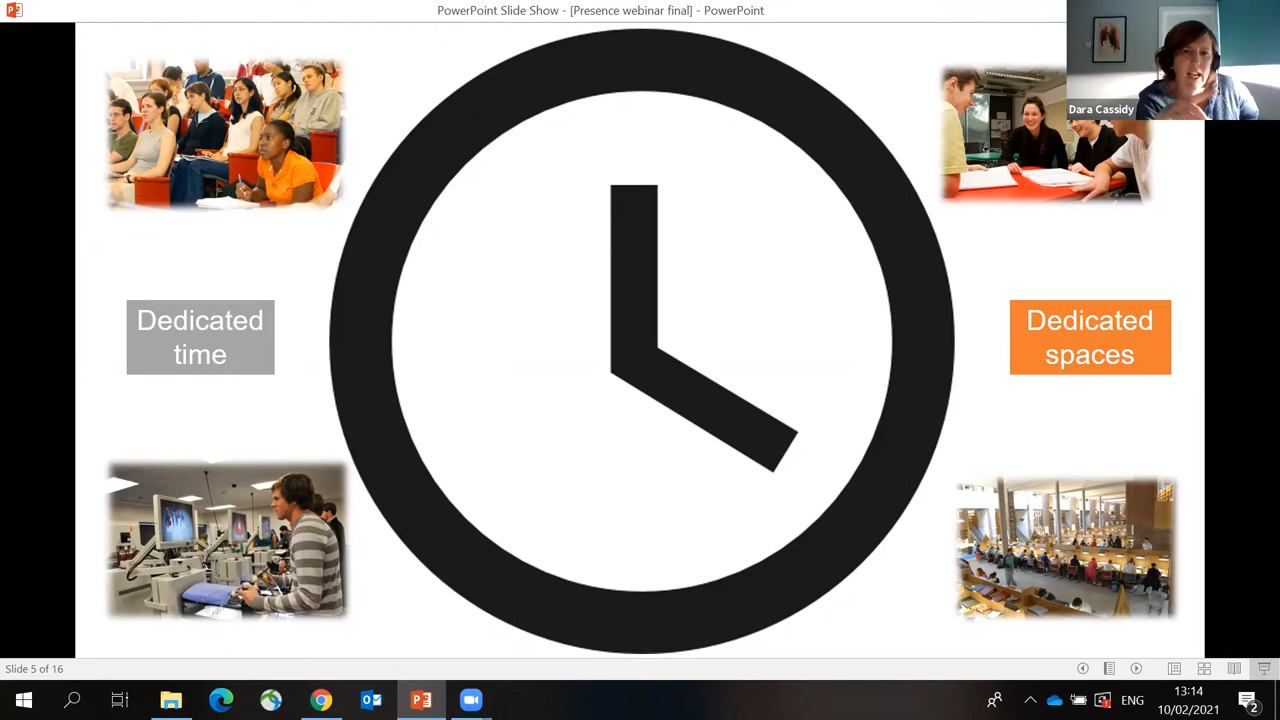 PowerPoint Slide Show - [Presence webinar final] - PowerPoint
Dara Cassidy
Dedicated
time
Dedicated
spaces
Slide 5 of 16
ENG
13:14
10/02/2021
2